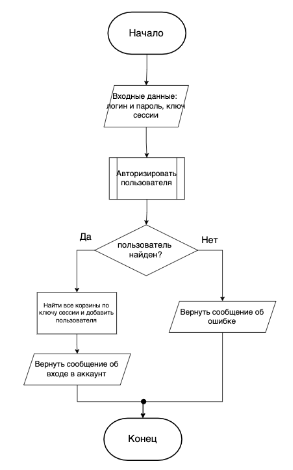 Начало
Входные данные:
логин и пароль, ключ
сессии
Авторизировать
пользователя
пользователь
найден?
Да
Нет
Найти все корзины по
ключу сессии и добавить
пользователя
Вернуть сообщение об
ошибке
Вернуть сообщение об
входе в аккаунт
Конец